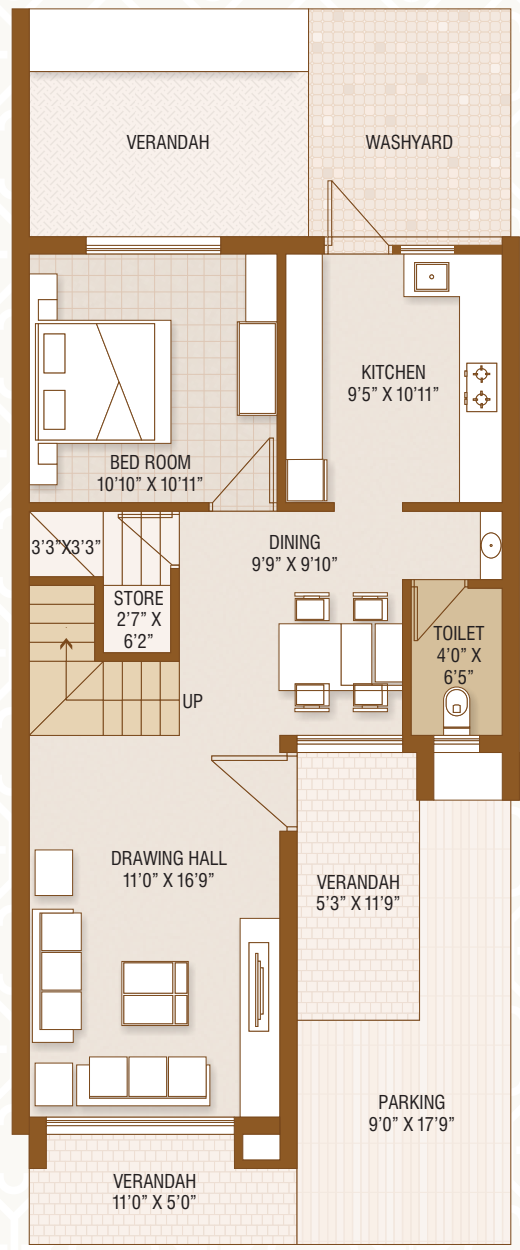 VERANDAH
WASHYARD
KITCHEN
9'5” X 10'11”
BED ROOM
10'10” X 10'11”
3'3”X3'3”
DINING
9'9” X 9'10”
STORE
2'7” X
6'2”
TOILET
4'0” X
6'5”
UP
DRAWING HALL
11'0” X 16'9”
VERANDAH
5'3” X 11'9”
PARKING
9'0” X 17'9”
VERANDAH
11'0” X 5'0”